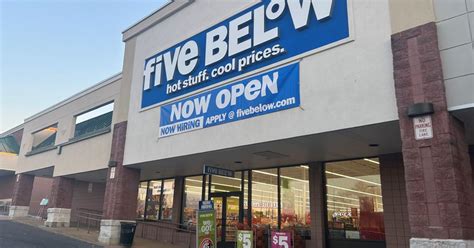 five BELOW
hot stuff. cool prices.
NOW OPEN
NOW HIRING APPLY @ fivebelow.com
NO
PARKING
FIRE
LANE
$5
$5